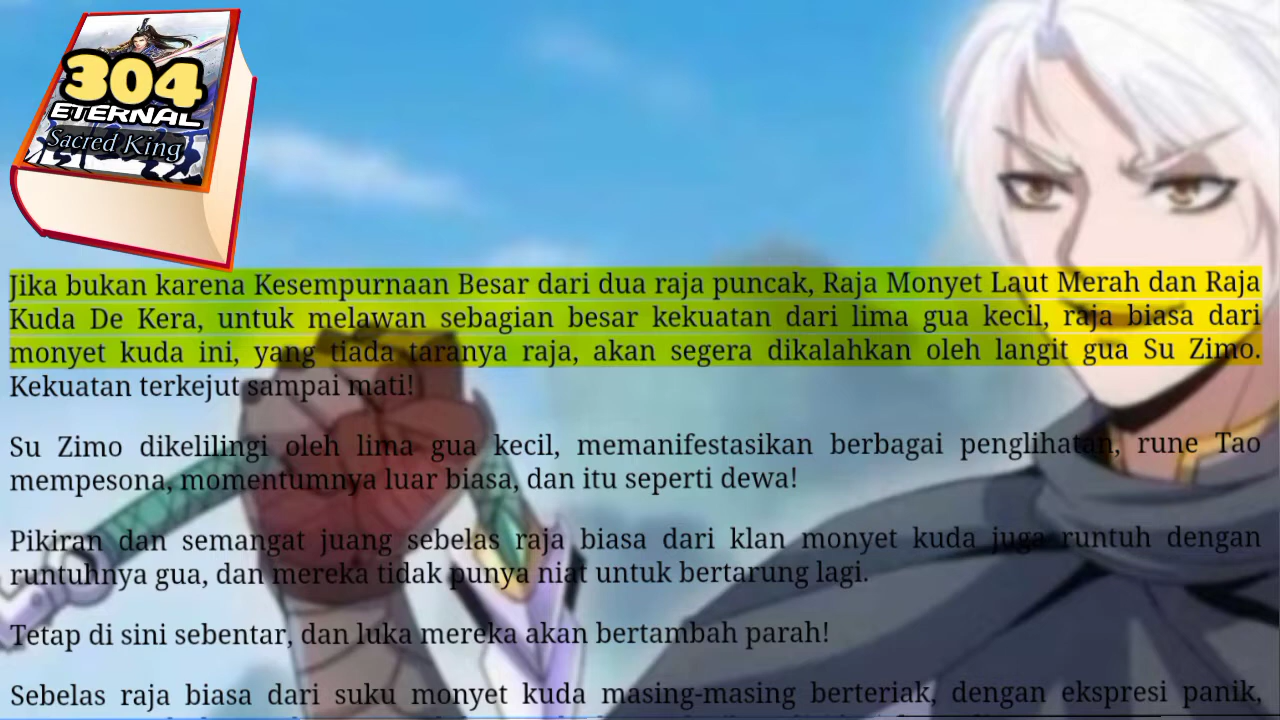 304
ETERNAL
Sacred King
Jika bukan karena Kesempurnaan Besar dari dua raja puncak, Raja Monyet Laut Merah dan Raja
Kuda De Kera, untuk melawan sebagian besar kekuatan dari lima gua kecil, raja biasa dari
monyet kuda ini, yang tiada taranya raja, akan segera dikalahkan oleh langit gua Su Zimo.
Kekuatan terkejut sampai mati!
Su Zimo dikelilingi oleh lima gua kecil, memanifestasikan berbagai penglihatan, rune Tao
mempesona, momentumnya luar biasa, dan itu seperti dewa!
Pikiran dan semangat juang sebelas raja biasa dari klan monyet kuda juga runtuh dengan
runtuhnya gua, dan mereka tidak punya niat untuk bertarung lagi.
Tetap di sini sebentar, dan luka mereka akan bertambah parah!
Sebelas raja biasa dari suku monyet kuda masing-masing berteriak, dengan ekspresi panik,